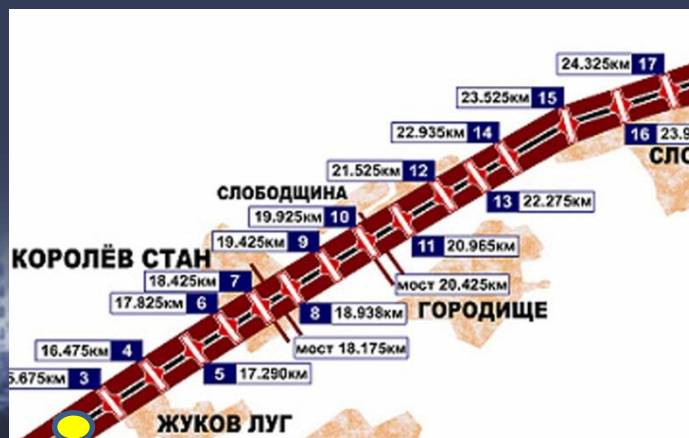 24.325км 17
23.525км 15
22.935км 14
16 23.9
СЛО
21.525км 12
СЛОБОДЩИНА
13 22.275км
19.925км 10
19.425км 9
11 20.965км
КОРОЛЁВ СТАН
18.425км 7
мост 20.425км
17.825км 6
8 18.938км
ГОРОДИЩЕ
16.475км 4
мост 18.175км
5.675км 3
5 17.290км
ЖУКОВ ЛУГ